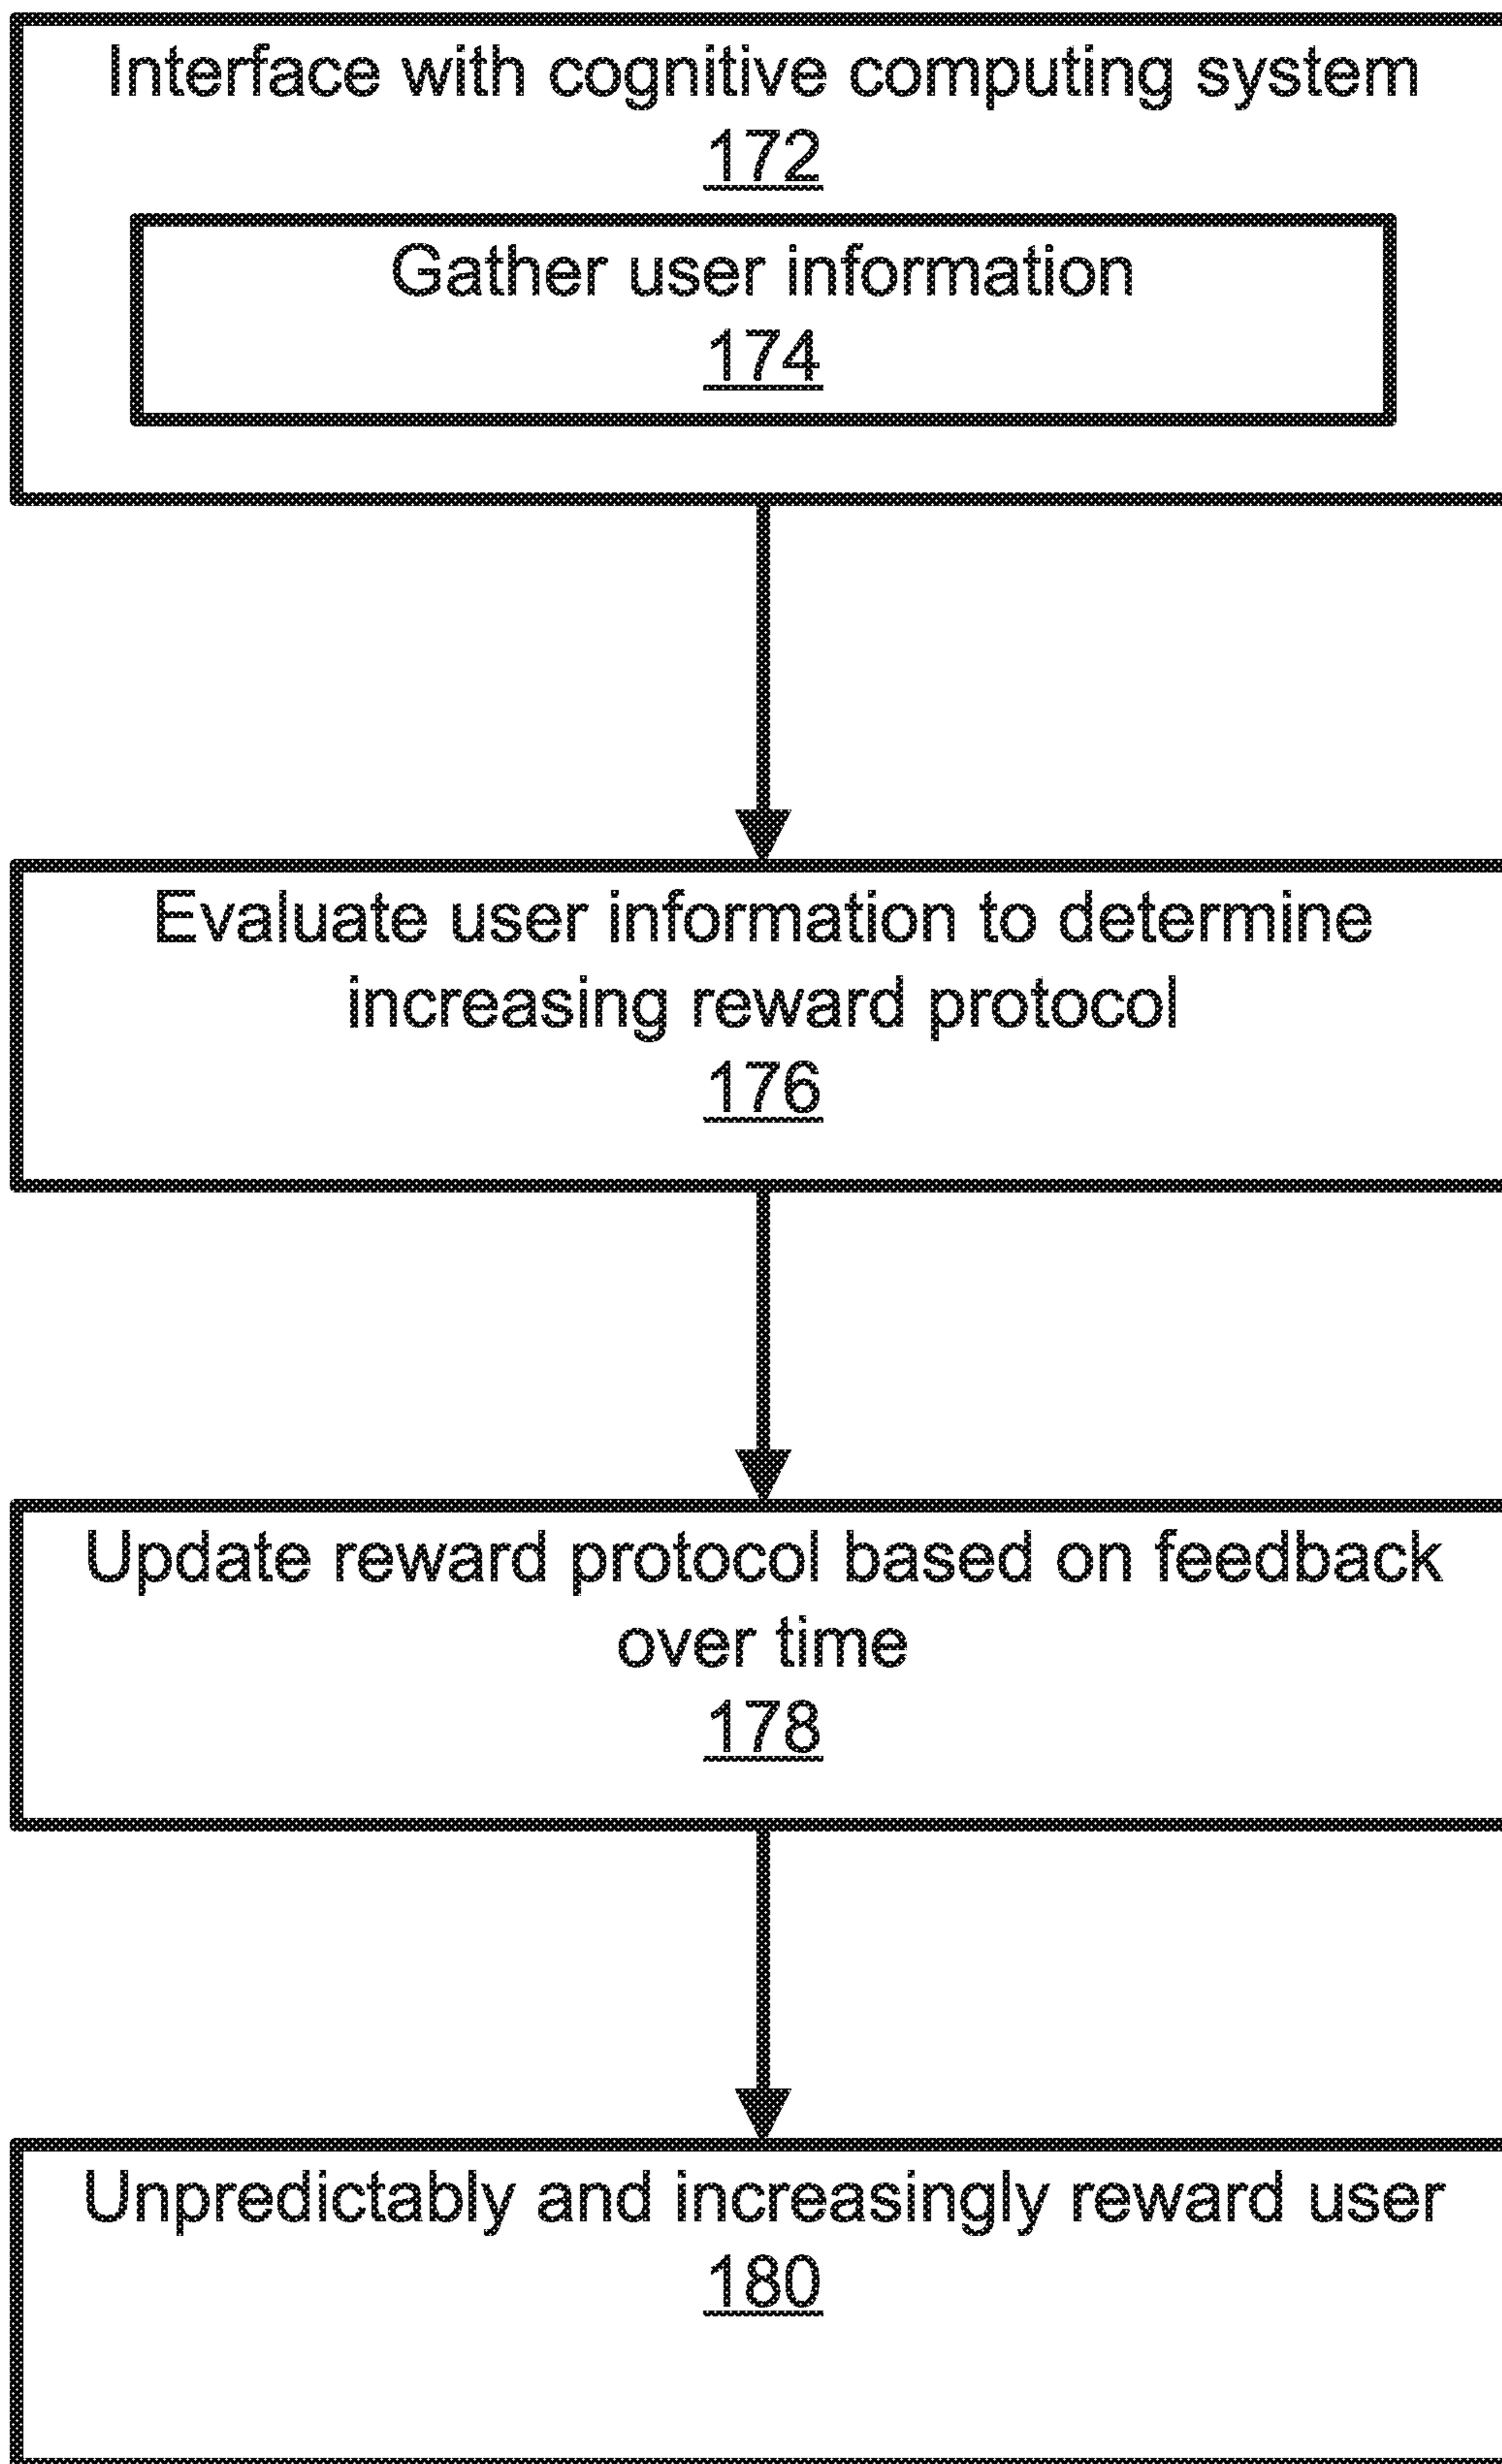 Interface with cognitive computing system
172
Gather user information
174
Evaluate user information to determine
increasing reward protocol
176
Update reward protocol based on feedback
over time
178
Unpredictably and increasingly reward user
180